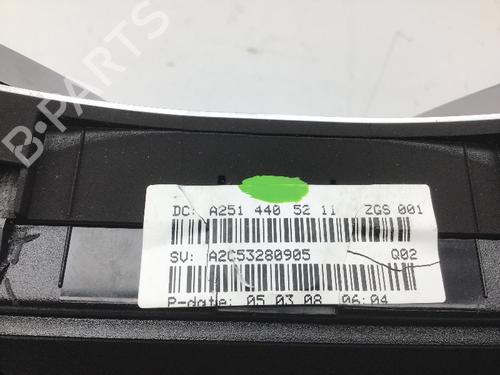 B-PARTS
DC: A251 440 52 11 ZGS 001
SV: A2C53280905 Q02
P-date: 05.03.08 06:04